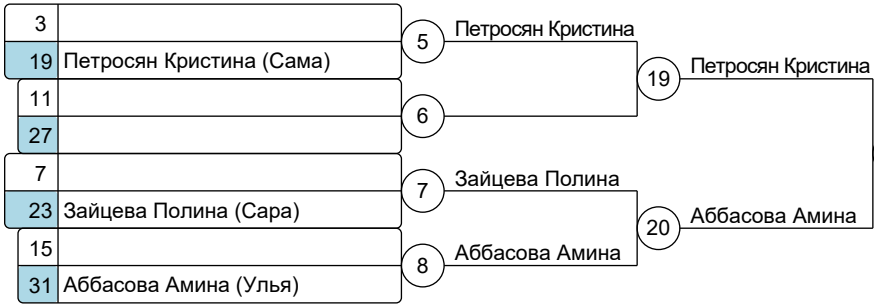 3
19 Петросян Кристина (Сама)
11
27
7
23 Зайцева Полина (Сара)
15
31 Аббасова Амина (Улья)
5
6
7
8
Петросян Кристина
Зайцева Полина
Аббасова Амина
19
20
Петросян Кристина
Аббасова Амина